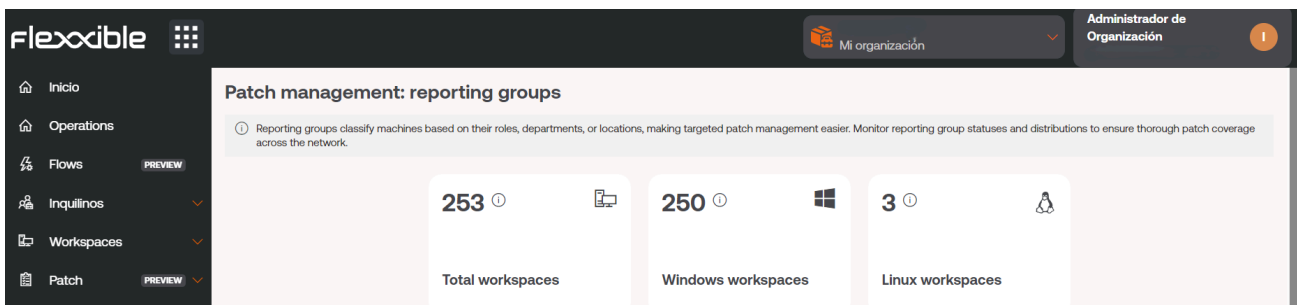 Flexxible
Mi organización
Administrador de
Organización
I
Inicio
Operations
Flows PREVIEW
Inquilinos
Workspaces
Patch PREVIEW
Patch management: reporting groups
Reporting groups classify machines based on their roles, departments, or locations, making targeted patch management easier. Monitor reporting group statuses and distributions to ensure thorough patch coverage
across the network.
253
Total workspaces
250
Windows workspaces
3
Linux workspaces